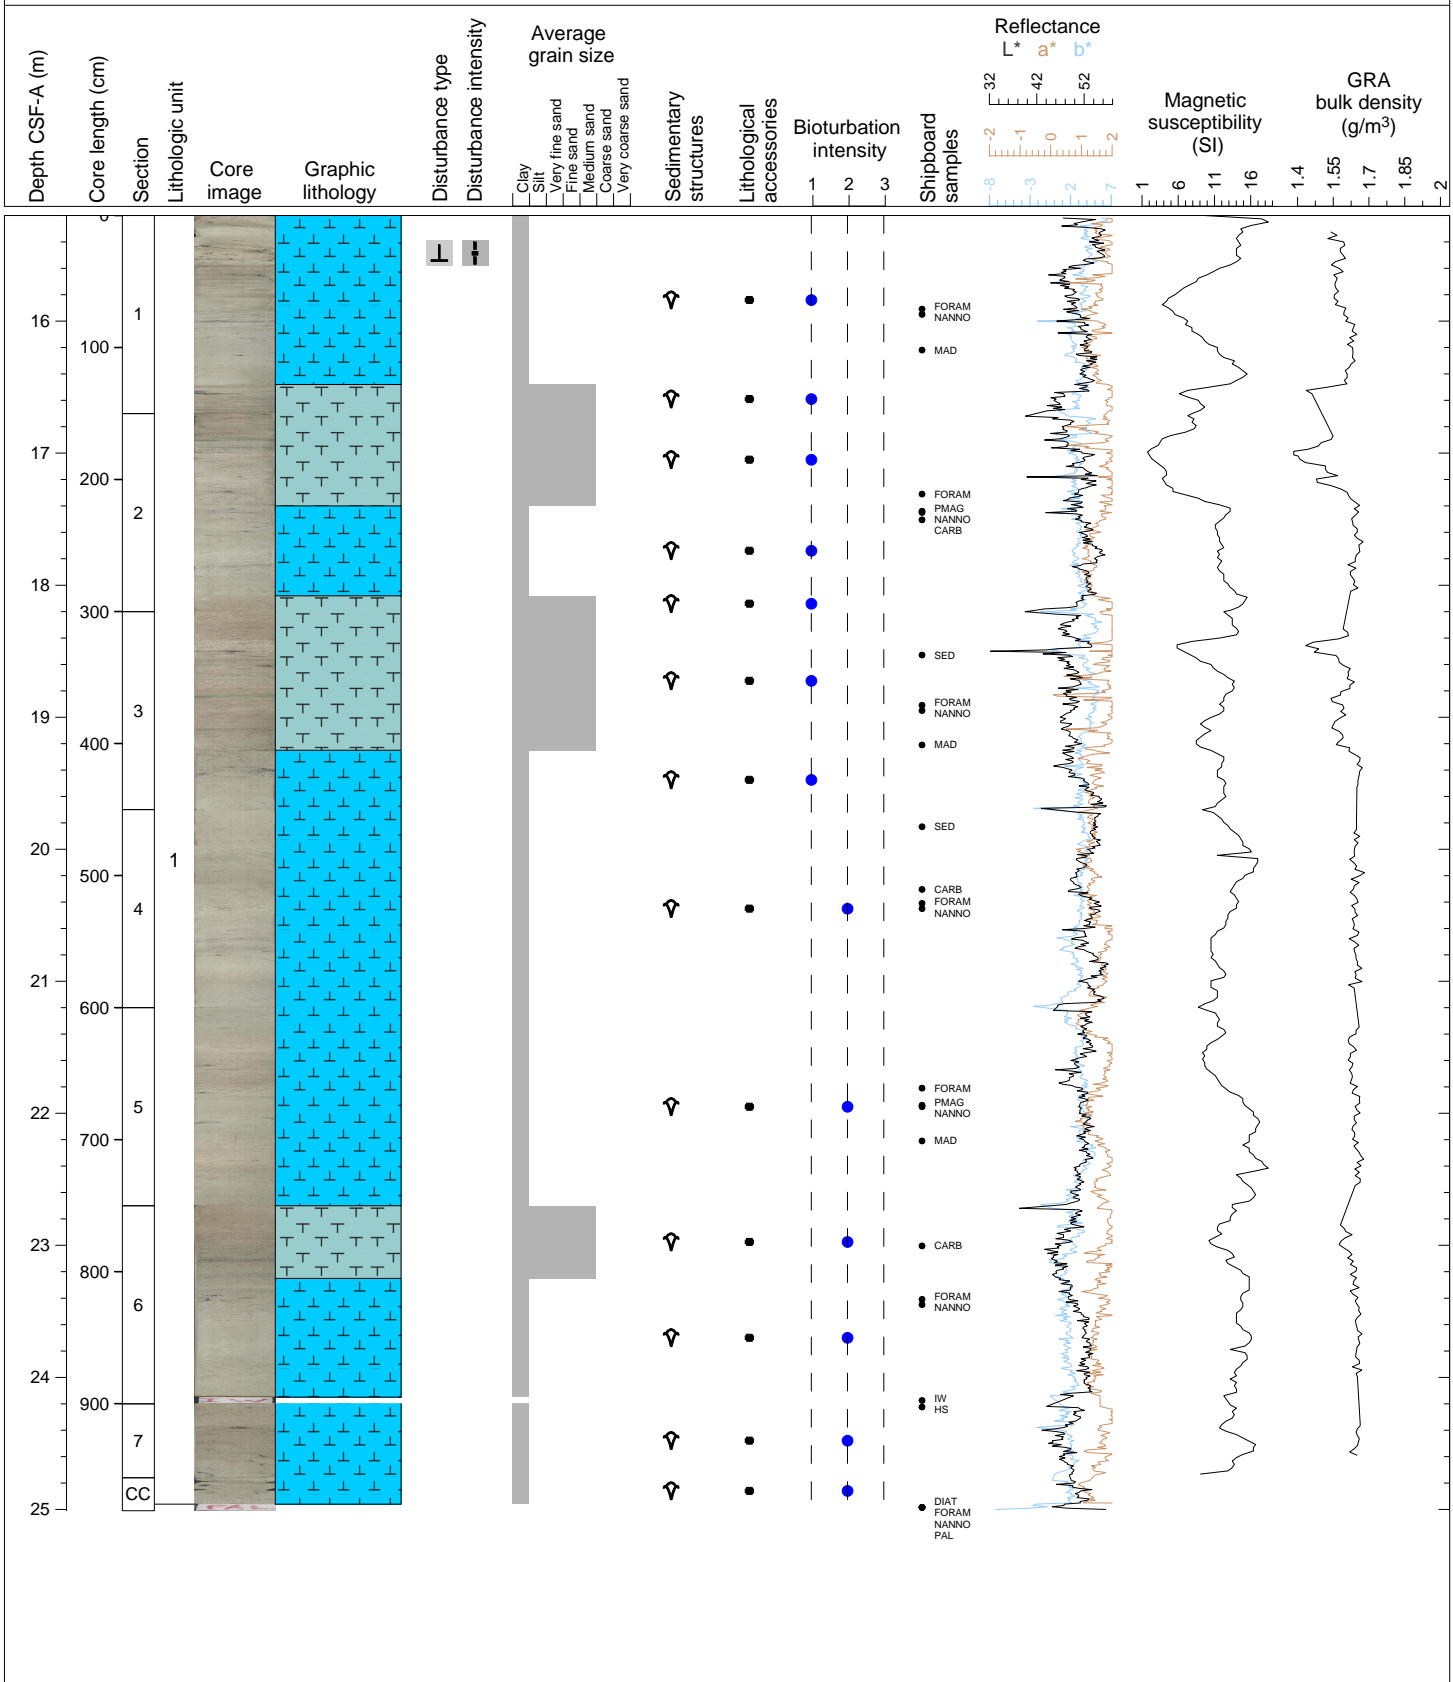 Depth CSF-A (m)
Core length (cm)
Section
Lithologic unit
Core
image
Graphic
lithology
Disturbance type
Disturbance intensity
Average
grain size
Clay
Silt
Very fine sand
Fine sand
Medium sand
Coarse sand
Very coarse sand
Sedimentary
structures
Lithological
accessories
Bioturbation
intensity
1 2 3
Shipboard
samples
Reflectance
L* a* b*
32 42 52
-2 -1 0 1 2
-8 -3 2 7
Magnetic
susceptibility
(SI)
1 6 11 16
GRA
bulk density
(g/m³)
1.4 1.55 1.7 1.85 2
0
16
17
18
19
20
21
22
23
24
25
100
200
300
400
500
600
700
800
900
1
2
3
4
5
6
7
CC
1
FORAM
NANNO
MAD
FORAM
PMAG
NANNO
CARB
SED
FORAM
NANNO
MAD
SED
CARB
FORAM
NANNO
FORAM
PMAG
NANNO
MAD
CARB
FORAM
NANNO
IW
HS
DIAT
FORAM
NANNO
PAL